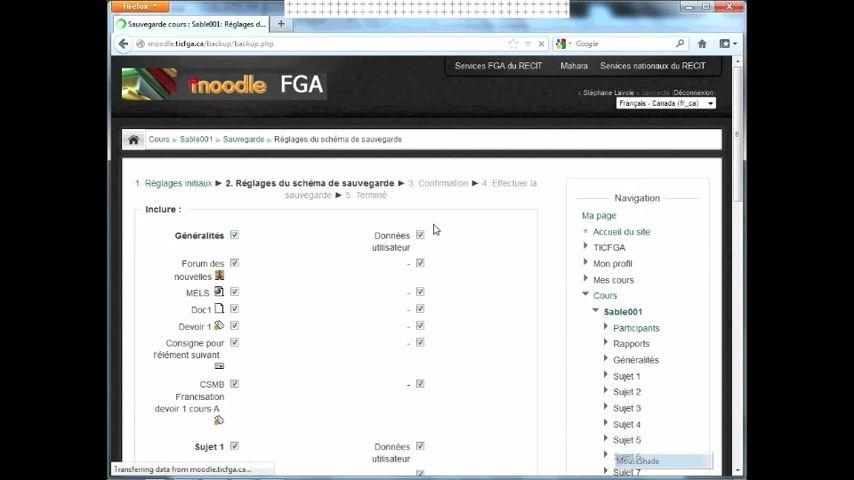 Firefox
Sauvegarde cours : Sable001: Réglages d...
moodle.ticfga.ca/backup/backup.php
Google
Services FGA du RECIT Mahara Services nationaux du RECIT
moodle FGA
Stéphane Lavoie connecté (Déconnexion)
Français - Canada (fr_ca)
Cours Sable001 Sauvegarde Réglages du schéma de sauvegarde
1. Réglages initiaux ► 2. Réglages du schéma de sauvegarde ► 3. Confirmation ► 4. Effectuer la
sauvegarde ► 5. Terminé
Inclure :
Généralités
Données
utilisateur
Forum des
nouvelles
-
MELS
-
Doc1
-
Devoir 1
-
Consigne pour
l'élément suivant
-
CSMB
Francisation
devoir 1 cours A
-
Sujet 1
Données
utilisateur
Navigation
Ma page
Accueil du site
TICFGA
Mon profil
Mes cours
Cours
Sable001
Participants
Rapports
Généralités
Sujet 1
Sujet 2
Sujet 3
Sujet 4
Sujet 5
MouseShade
Sujet 7
Transferring data from moodle.ticfga.ca...